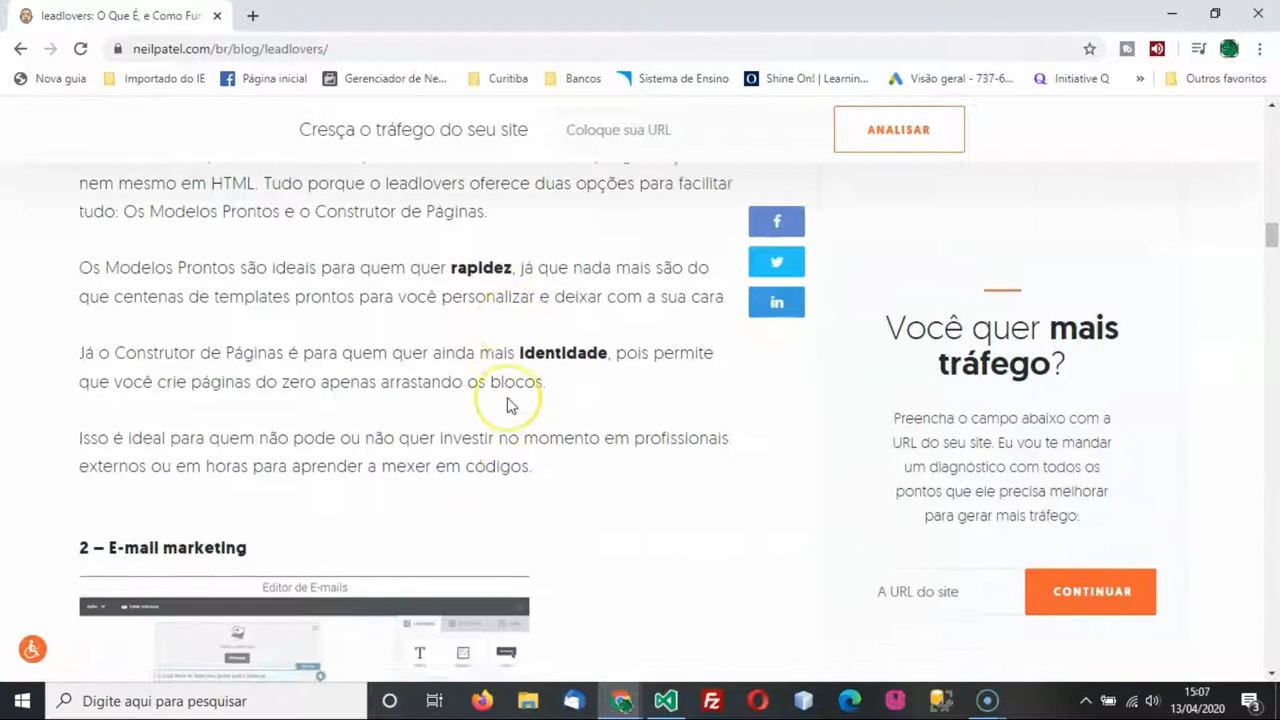 leadlovers: O Que É, e Como Fun
neilpatel.com/br/blog/leadlovers/
Nova guia
Importado do IE
Página inicial
Gerenciador de Ne...
Curitiba
Bancos
Sistema de Ensino
Shine On! | Learnin...
Visão geral - 737-6...
Initiative Q
»
Outros favoritos
Cresça o tráfego do seu site
Coloque sua URL
ANALISAR
nem mesmo em HTML. Tudo porque o leadlovers oferece duas opções para facilitar
tudo: Os Modelos Prontos e o Construtor de Páginas.
Os Modelos Prontos são ideais para quem quer rapidez, já que nada mais são do
que centenas de templates prontos para você personalizar e deixar com a sua cara.
Já o Construtor de Páginas é para quem quer ainda mais identidade, pois permite
que você crie páginas do zero apenas arrastando os blocos.
Isso é ideal para quem não pode ou não quer investir no momento em profissionais
externos ou em horas para aprender a mexer em códigos.
2 – E-mail marketing
Editor de E-mails
Você quer mais
tráfego?
Preencha o campo abaixo com a
URL do seu site. Eu vou te mandar
um diagnóstico com todos os
pontos que ele precisa melhorar
para gerar mais tráfego:
A URL do site
CONTINUAR
Digite aqui para pesquisar
15:07
13/04/2020
3